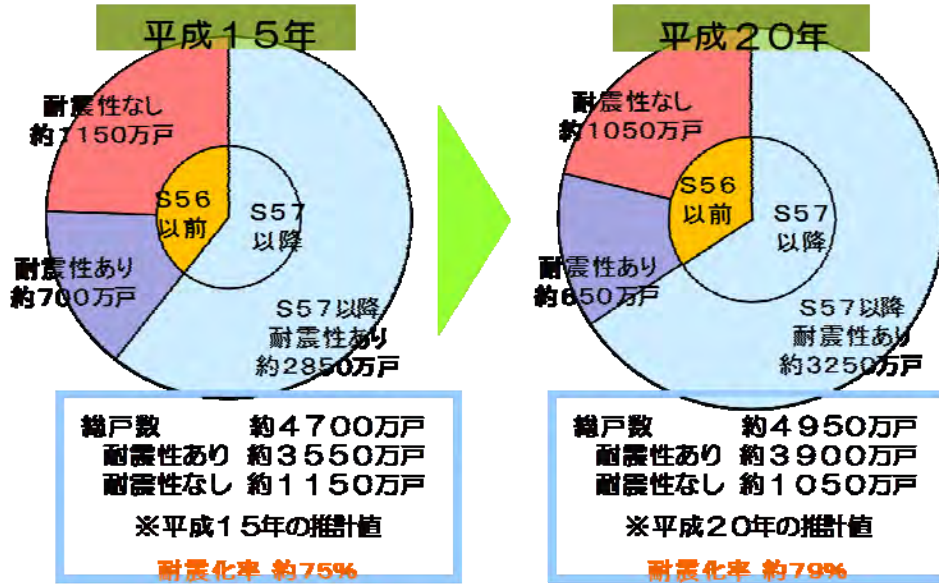 平成15年
耐震性なし
約1150万戸
S56
以前
S57
以降
耐震性あり
約700万戸
S57以降
耐震性あり
約2850万戸
総戸数 約4700万戸
耐震性あり 約3550万戸
耐震性なし 約1150万戸
※平成15年の推計値
耐震化率 約75%
平成20年
耐震性なし
約1050万戸
S56
以前
S57
以降
耐震性あり
約650万戸
S57以降
耐震性あり
約3250万戸
総戸数 約4950万戸
耐震性あり 約3900万戸
耐震性なし 約1050万戸
※平成20年の推計値
耐震化率 約79%